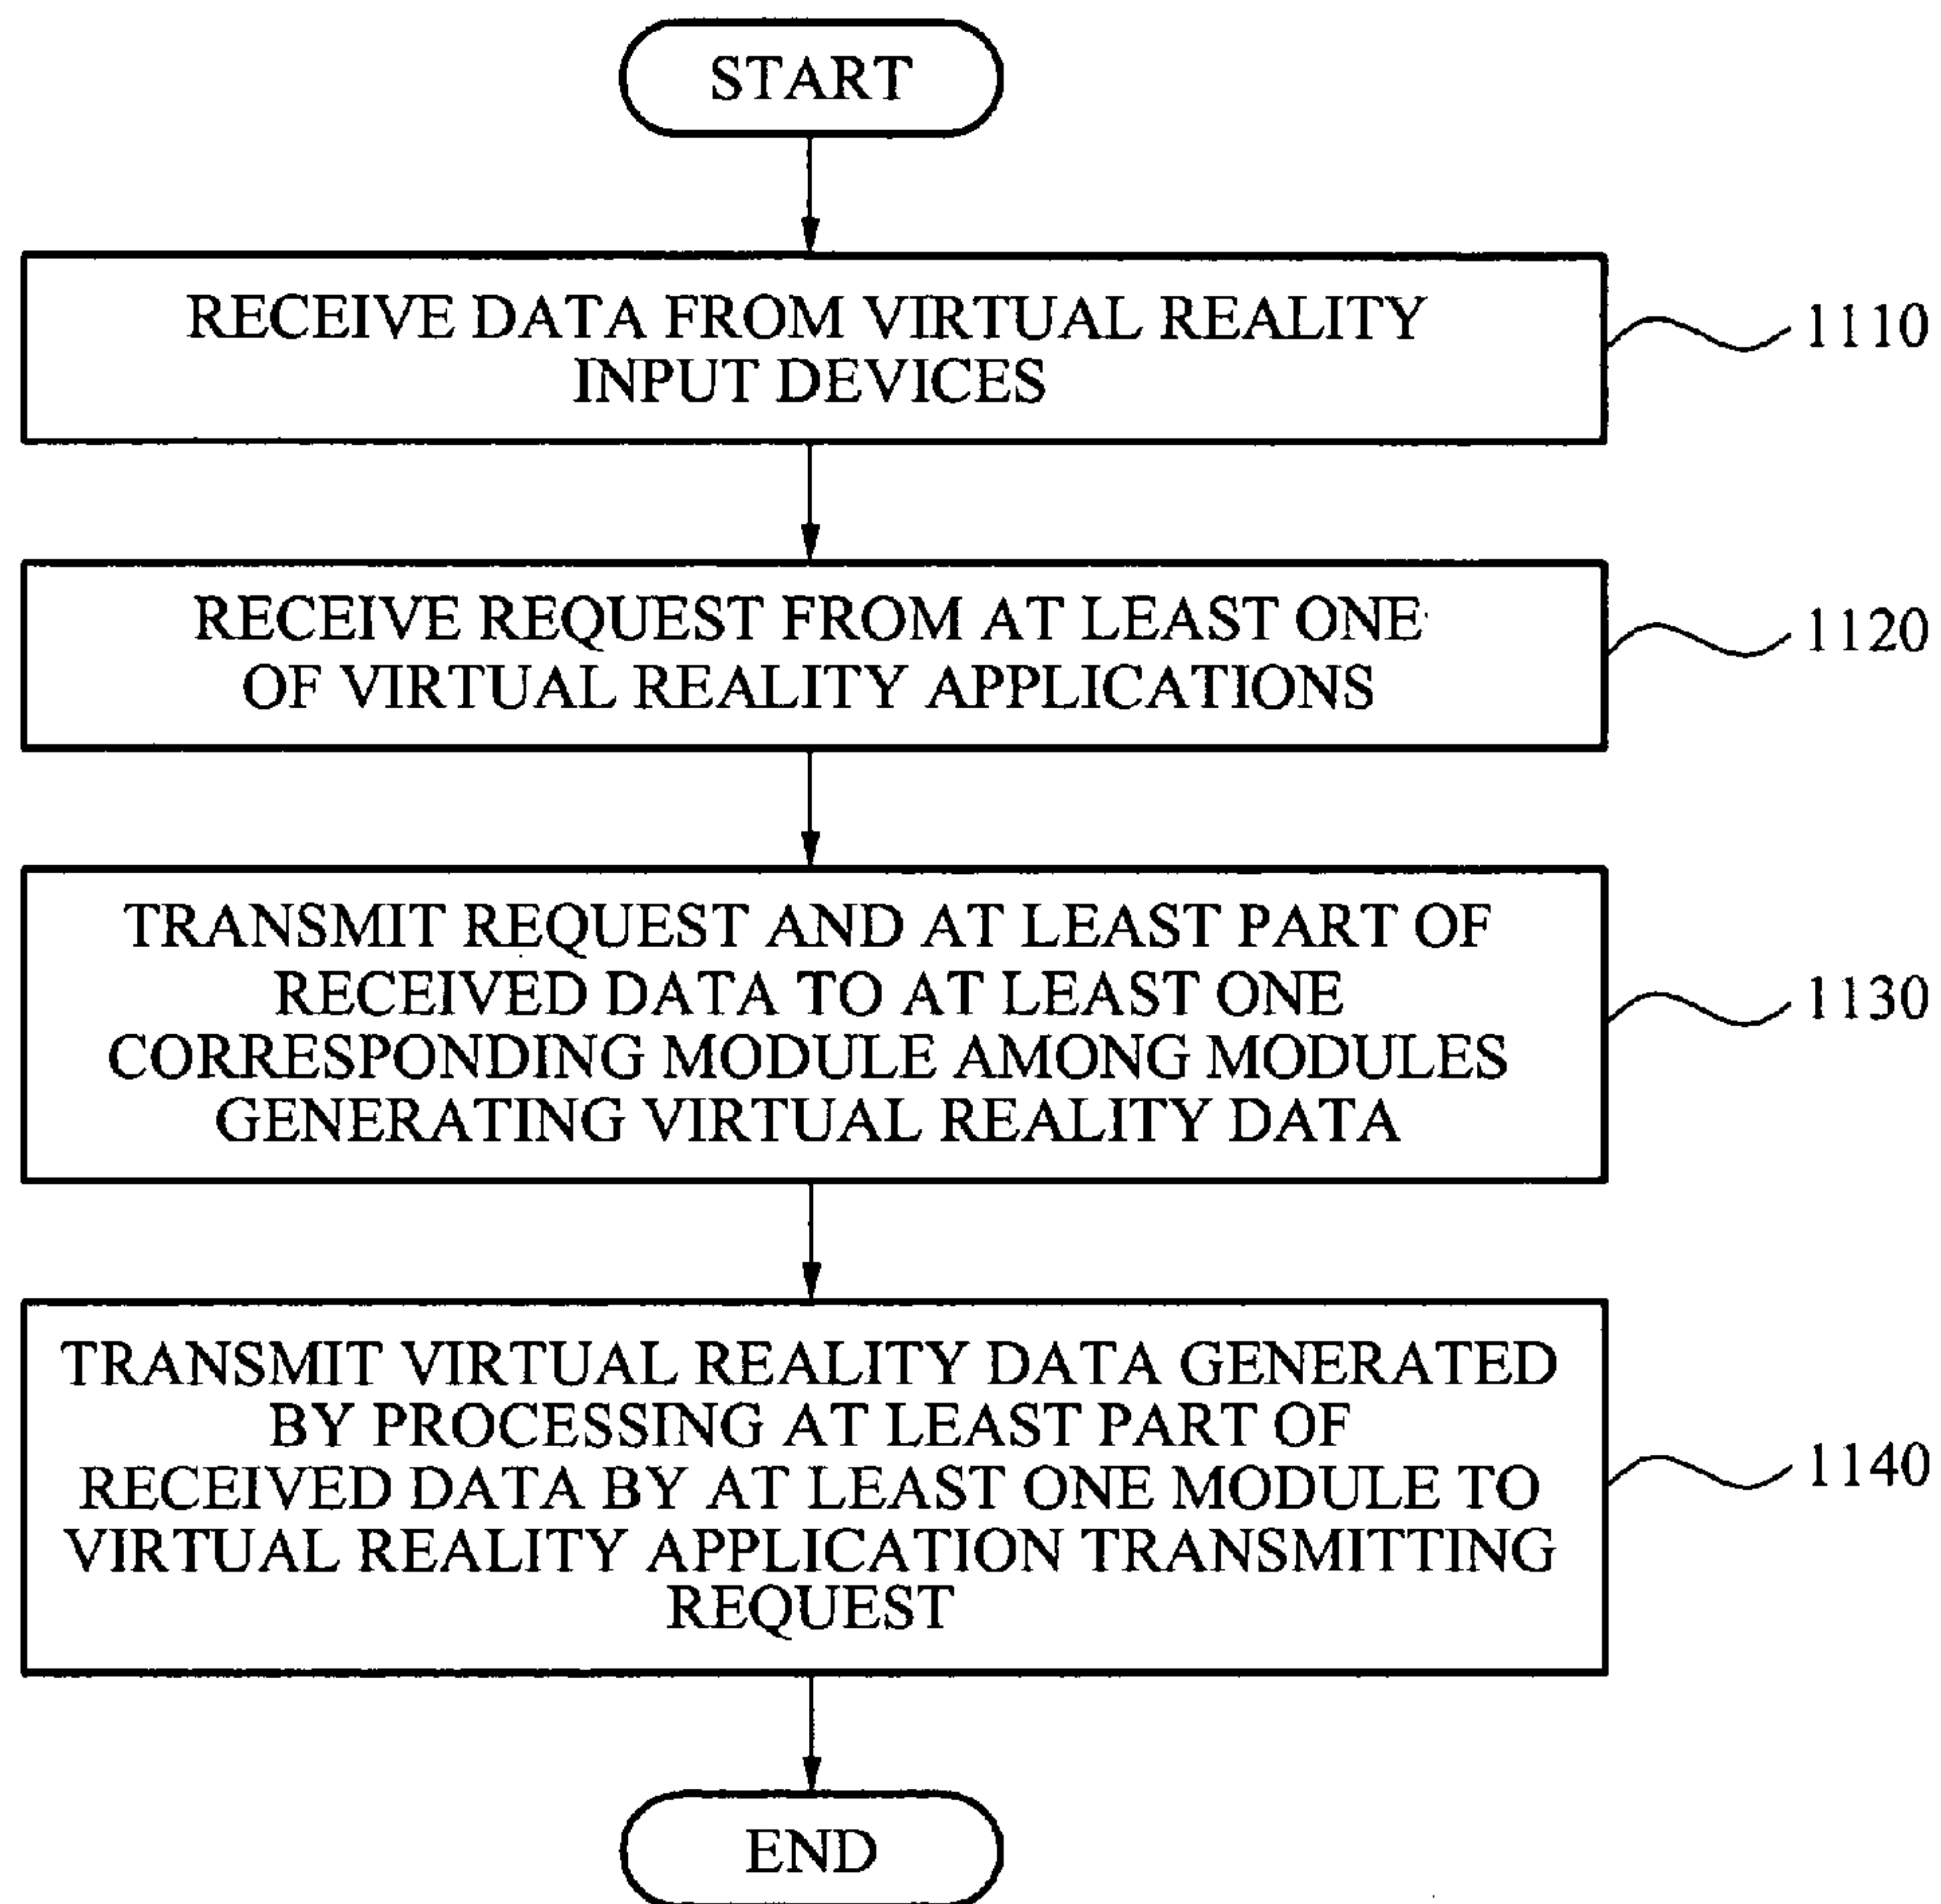 START
RECEIVE DATA FROM VIRTUAL REALITY
INPUT DEVICES
1110
RECEIVE REQUEST FROM AT LEAST ONE
OF VIRTUAL REALITY APPLICATIONS
1120
TRANSMIT REQUEST AND AT LEAST PART OF
RECEIVED DATA TO AT LEAST ONE
CORRESPONDING MODULE AMONG MODULES
GENERATING VIRTUAL REALITY DATA
1130
TRANSMIT VIRTUAL REALITY DATA GENERATED
BY PROCESSING AT LEAST PART OF
RECEIVED DATA BY AT LEAST ONE MODULE TO
VIRTUAL REALITY APPLICATION TRANSMITTING
REQUEST
1140
END